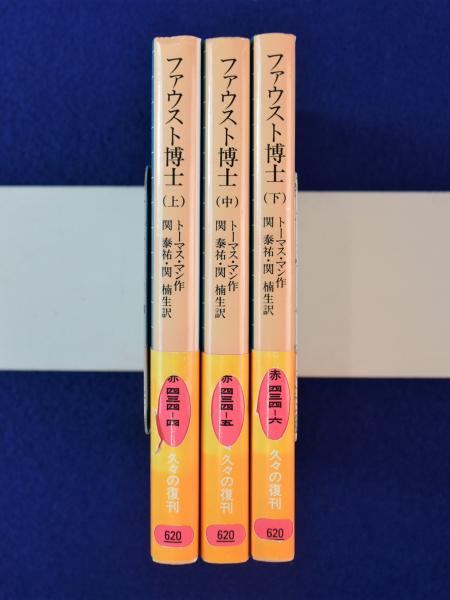 ファウスト博士（上）
トーマス・マン作
関 泰祐・関 楠生訳
赤 四三四-四
久々の復刊
620
ファウスト博士（中）
トーマス・マン作
関 泰祐・関 楠生訳
赤 四三四-五
久々の復刊
620
ファウスト博士（下）
トーマス・マン作
関 泰祐・関 楠生訳
赤 四三四-六
久々の復刊
620